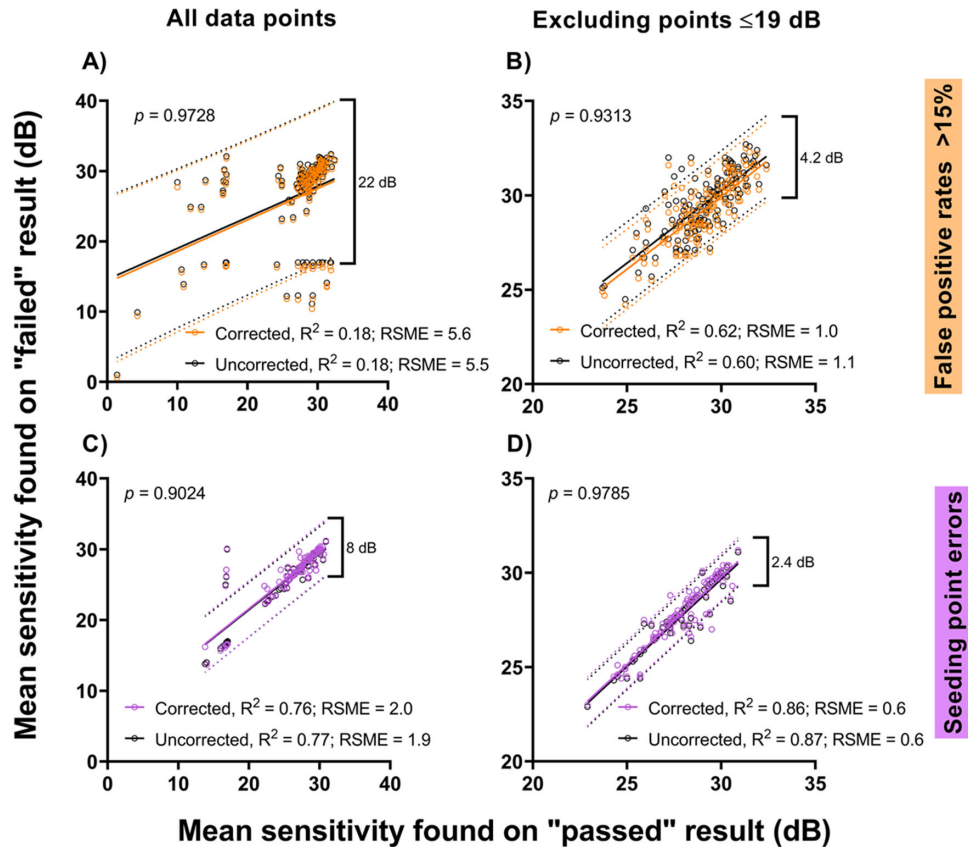 All data points
Excluding points ≤19 dB
A)
B)
40
30
20
10
0
p = 0.9728
22 dB
Corrected, R² = 0.18; RSME = 5.6
Uncorrected, R² = 0.18; RSME = 5.5
0
10
20
30
40
35
30
25
20
p = 0.9313
4.2 dB
Corrected, R² = 0.62; RSME = 1.0
Uncorrected, R² = 0.60; RSME = 1.1
20
25
30
35
False positive rates >15%
C)
D)
40
30
20
10
0
p = 0.9024
8 dB
Corrected, R² = 0.76; RSME = 2.0
Uncorrected, R² = 0.77; RSME = 1.9
0
10
20
30
40
35
30
25
20
p = 0.9785
2.4 dB
Corrected, R² = 0.86; RSME = 0.6
Uncorrected, R² = 0.87; RSME = 0.6
20
25
30
35
Seeding point errors
Mean sensitivity found on "failed" result (dB)
Mean sensitivity found on "passed" result (dB)